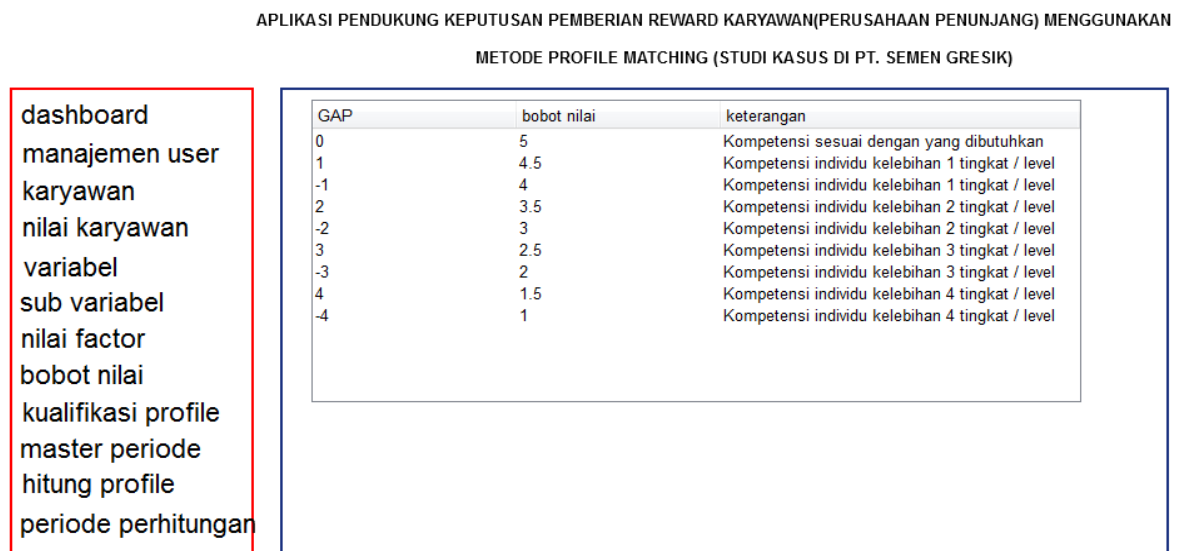 APLIKASI PENDUKUNG KEPUTUSAN PEMBERIAN REWARD KARYAWAN(PERUSAHAAN PENUNJANG) MENGGUNAKAN
METODE PROFILE MATCHING (STUDI KASUS DI PT. SEMEN GRESIK)
dashboard
manajemen user
karyawan
nilai karyawan
variabel
sub variabel
nilai factor
bobot nilai
kualifikasi profile
master periode
hitung profile
periode perhitungan
GAP bobot nilai keterangan
0 5 Kompetensi sesuai dengan yang dibutuhkan
1 4.5 Kompetensi individu kelebihan 1 tingkat / level
-1 4 Kompetensi individu kelebihan 1 tingkat / level
2 3.5 Kompetensi individu kelebihan 2 tingkat / level
-2 3 Kompetensi individu kelebihan 2 tingkat / level
3 2.5 Kompetensi individu kelebihan 3 tingkat / level
-3 2 Kompetensi individu kelebihan 3 tingkat / level
4 1.5 Kompetensi individu kelebihan 4 tingkat / level
-4 1 Kompetensi individu kelebihan 4 tingkat / level